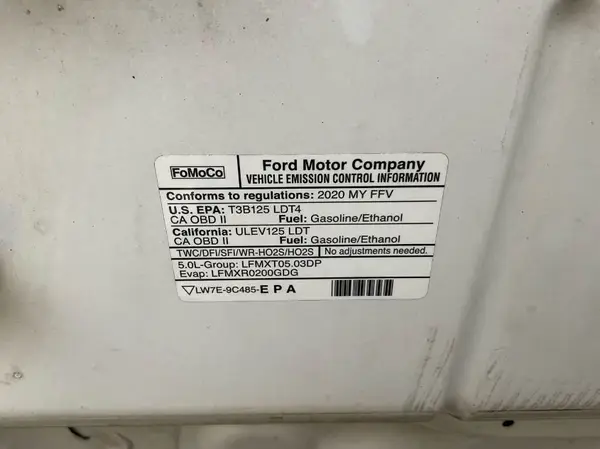 FoMoCo
Ford Motor Company
VEHICLE EMISSION CONTROL INFORMATION
Conforms to regulations: 2020 MY FFV
U.S. EPA: T3B125 LDT4
CA OBD II Fuel: Gasoline/Ethanol
California: ULEV125 LDT
CA OBD II Fuel: Gasoline/Ethanol
TWC/DFI/SFI/WR-HO2S/HO2S No adjustments needed.
5.0L-Group: LFMXT05.03DP
Evap: LFMXR0200GDG
LW7E-9C485-E P A